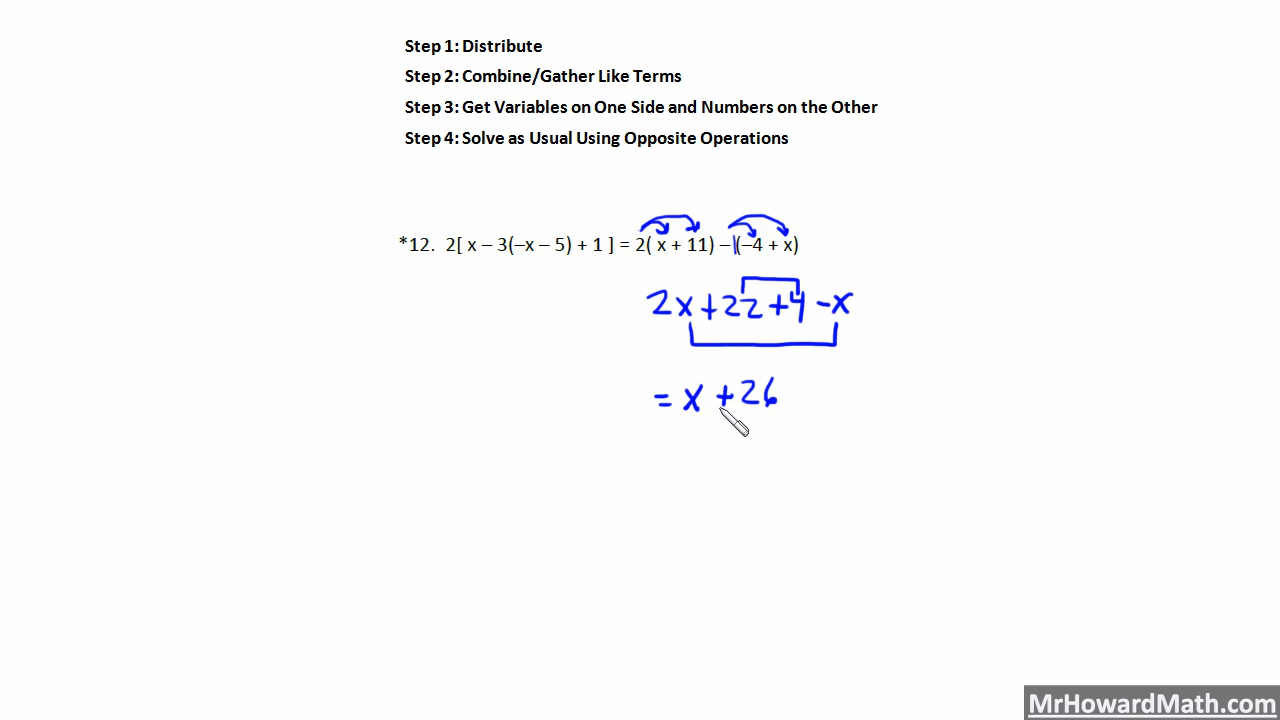 Step 1: Distribute
Step 2: Combine/Gather Like Terms
Step 3: Get Variables on One Side and Numbers on the Other
Step 4: Solve as Usual Using Opposite Operations
*12. 2[ x – 3(–x – 5) + 1 ] = 2( x + 11) –1(–4 + x)
2x + 22 + 4 - x
= x + 26
MrHowardMath.com